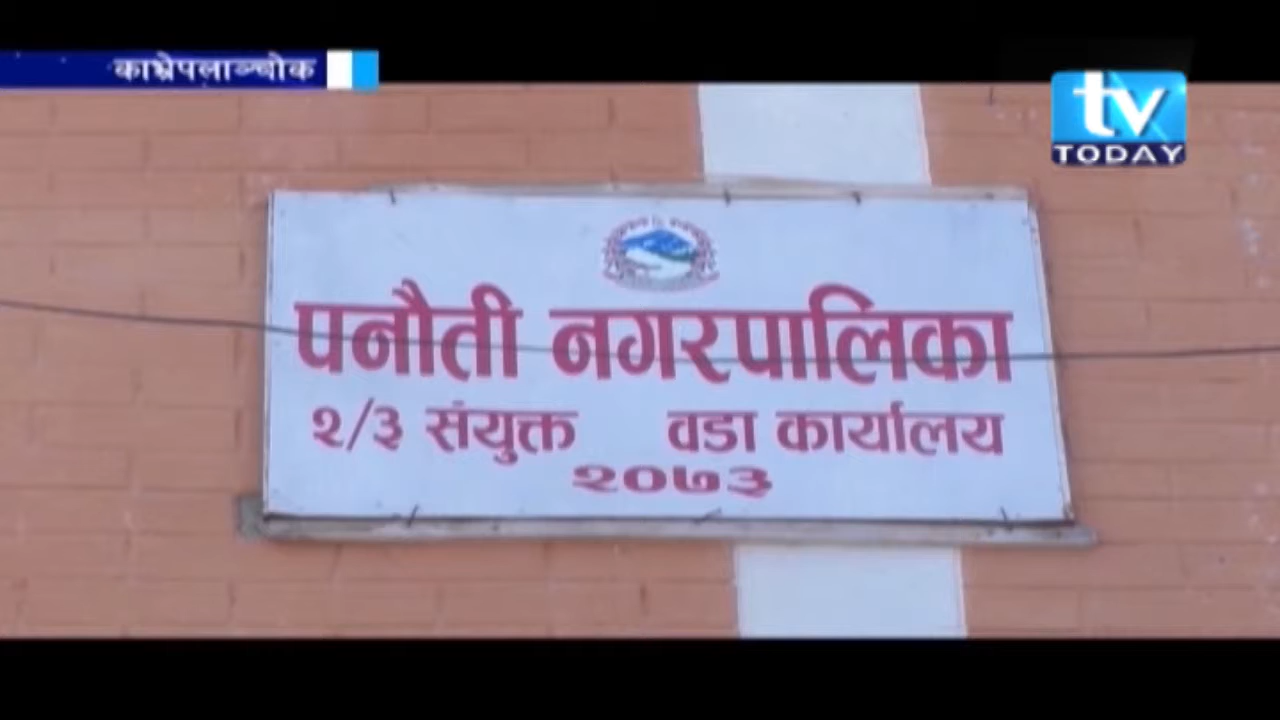 काभ्रेपलाञ्चोक
tv
TODAY
पनौती नगरपालिका
२/३ संयुक्त वडा कार्यालय
२०७३